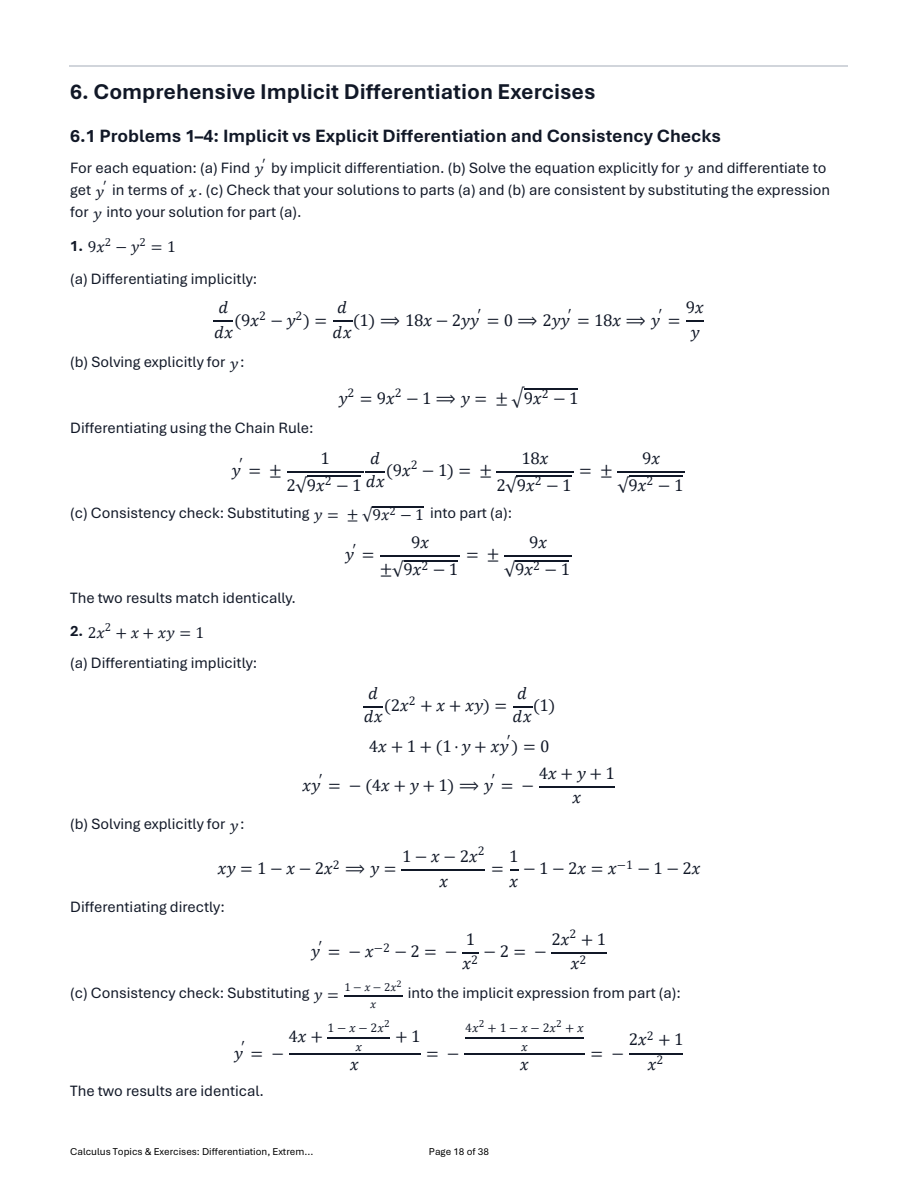 6. Comprehensive Implicit Differentiation Exercises
6.1 Problems 1–4: Implicit vs Explicit Differentiation and Consistency Checks
For each equation: (a) Find y′ by implicit differentiation. (b) Solve the equation explicitly for y and differentiate to
get y′ in terms of x. (c) Check that your solutions to parts (a) and (b) are consistent by substituting the expression
for y into your solution for part (a).
1. 9x² − y² = 1
(a) Differentiating implicitly:
d/dx(9x² − y²) = d/dx(1) ⟹ 18x − 2yy′ = 0 ⟹ 2yy′ = 18x ⟹ y′ = 9x/y
(b) Solving explicitly for y:
y² = 9x² − 1 ⟹ y = ±√(9x² − 1)
Differentiating using the Chain Rule:
y′ = ± 1/(2√(9x² − 1)) d/dx(9x² − 1) = ± 18x/(2√(9x² − 1)) = ± 9x/√(9x² − 1)
(c) Consistency check: Substituting y = ±√(9x² − 1) into part (a):
y′ = 9x/(±√(9x² − 1)) = ± 9x/√(9x² − 1)
The two results match identically.
2. 2x² + x + xy = 1
(a) Differentiating implicitly:
d/dx(2x² + x + xy) = d/dx(1)
4x + 1 + (1 · y + xy′) = 0
xy′ = − (4x + y + 1) ⟹ y′ = − (4x + y + 1)/x
(b) Solving explicitly for y:
xy = 1 − x − 2x² ⟹ y = (1 − x − 2x²)/x = 1/x − 1 − 2x = x⁻¹ − 1 − 2x
Differentiating directly:
y′ = − x⁻² − 2 = − 1/x² − 2 = − (2x² + 1)/x²
(c) Consistency check: Substituting y = (1 − x − 2x²)/x into the implicit expression from part (a):
y′ = − (4x + (1 − x − 2x²)/x + 1)/x = − ((4x² + 1 − x − 2x² + x)/x)/x = − (2x² + 1)/x²
The two results are identical.
Calculus Topics & Exercises: Differentiation, Extrem... Page 18 of 38